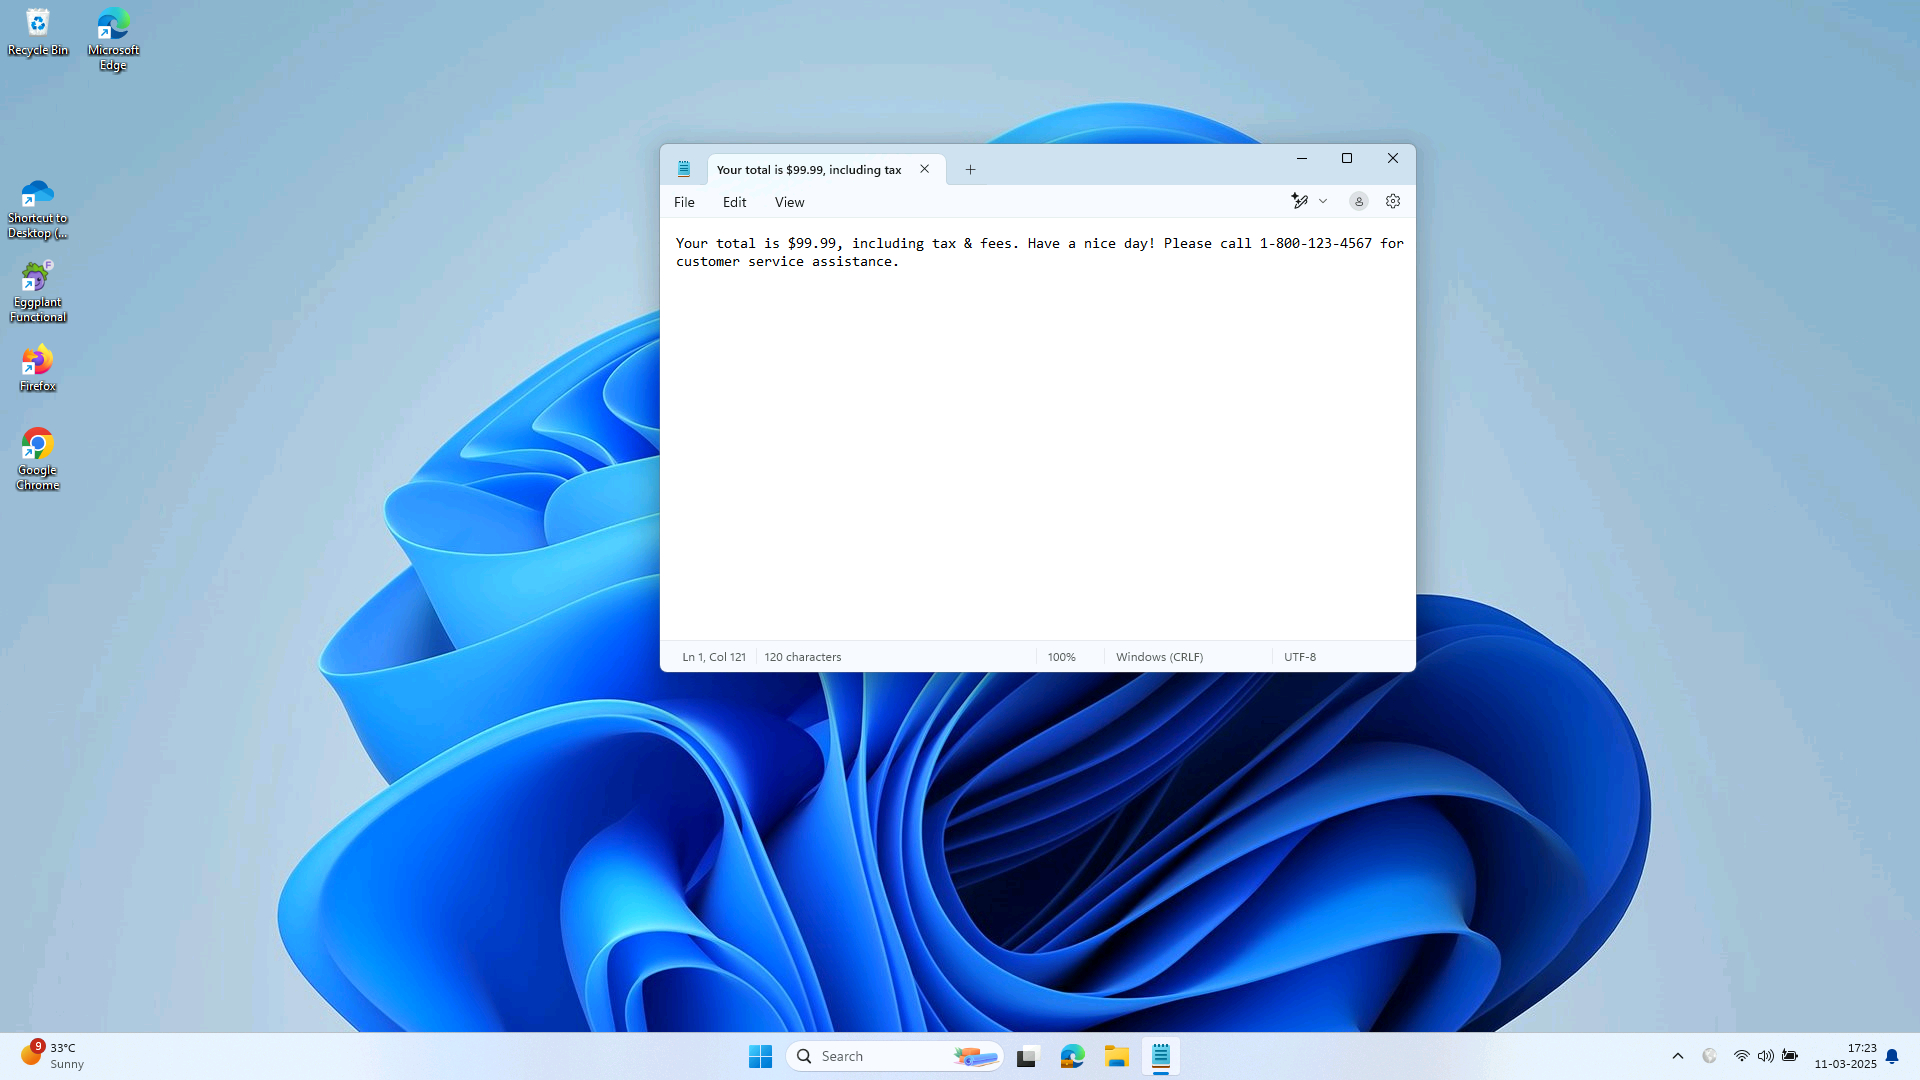 Recycle Bin
Microsoft
Edge
Shortcut to
Desktop (...
Eggplant
Functional
Firefox
Google
Chrome
Your total is $99.99, including tax
File Edit View
Your total is $99.99, including tax & fees. Have a nice day! Please call 1-800-123-4567 for
customer service assistance.
Ln 1, Col 121 120 characters 100% Windows (CRLF) UTF-8
9
33°C
Sunny
Search
17:23
11-03-2025